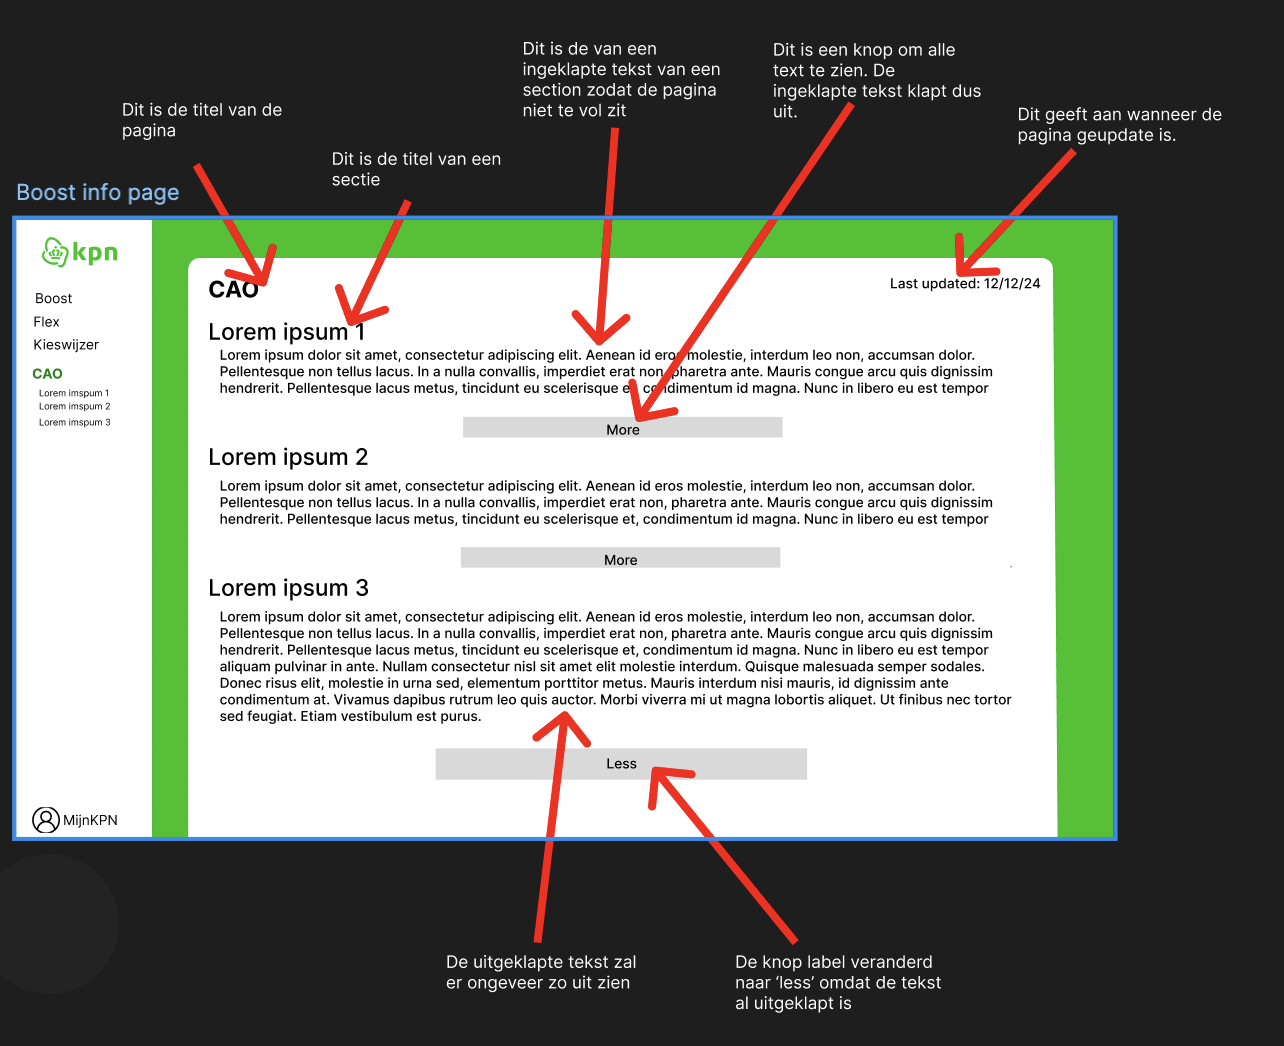 Dit is de van een
ingeklapte tekst van een
section zodat de pagina
niet te vol zit
Dit is een knop om alle
text te zien. De
ingeklapte tekst klapt dus
uit.
Dit is de titel van de
pagina
Dit geeft aan wanneer de
pagina geupdate is.
Dit is de titel van een
sectie
Boost info page
kpn
Boost
Flex
Kieswijzer
CAO
Lorem imspum 1
Lorem imspum 2
Lorem imspum 3
MijnKPN
CAO
Last updated: 12/12/24
Lorem ipsum 1
Lorem ipsum dolor sit amet, consectetur adipiscing elit. Aenean id eros molestie, interdum leo non, accumsan dolor.
Pellentesque non tellus lacus. In a nulla convallis, imperdiet erat non, pharetra ante. Mauris congue arcu quis dignissim
hendrerit. Pellentesque lacus metus, tincidunt eu scelerisque et, condimentum id magna. Nunc in libero eu est tempor
More
Lorem ipsum 2
Lorem ipsum dolor sit amet, consectetur adipiscing elit. Aenean id eros molestie, interdum leo non, accumsan dolor.
Pellentesque non tellus lacus. In a nulla convallis, imperdiet erat non, pharetra ante. Mauris congue arcu quis dignissim
hendrerit. Pellentesque lacus metus, tincidunt eu scelerisque et, condimentum id magna. Nunc in libero eu est tempor
More
Lorem ipsum 3
Lorem ipsum dolor sit amet, consectetur adipiscing elit. Aenean id eros molestie, interdum leo non, accumsan dolor.
Pellentesque non tellus lacus. In a nulla convallis, imperdiet erat non, pharetra ante. Mauris congue arcu quis dignissim
hendrerit. Pellentesque lacus metus, tincidunt eu scelerisque et, condimentum id magna. Nunc in libero eu est tempor
aliquam pulvinar in ante. Nullam consectetur nisl sit amet elit molestie interdum. Quisque malesuada semper sodales.
Donec risus elit, molestie in urna sed, elementum porttitor metus. Mauris interdum nisi mauris, id dignissim ante
condimentum at. Vivamus dapibus rutrum leo quis auctor. Morbi viverra mi ut magna lobortis aliquet. Ut finibus nec tortor
sed feugiat. Etiam vestibulum est purus.
Less
De uitgeklapte tekst zal
er ongeveer zo uit zien
De knop label veranderd
naar ‘less’ omdat de tekst
al uitgeklapt is